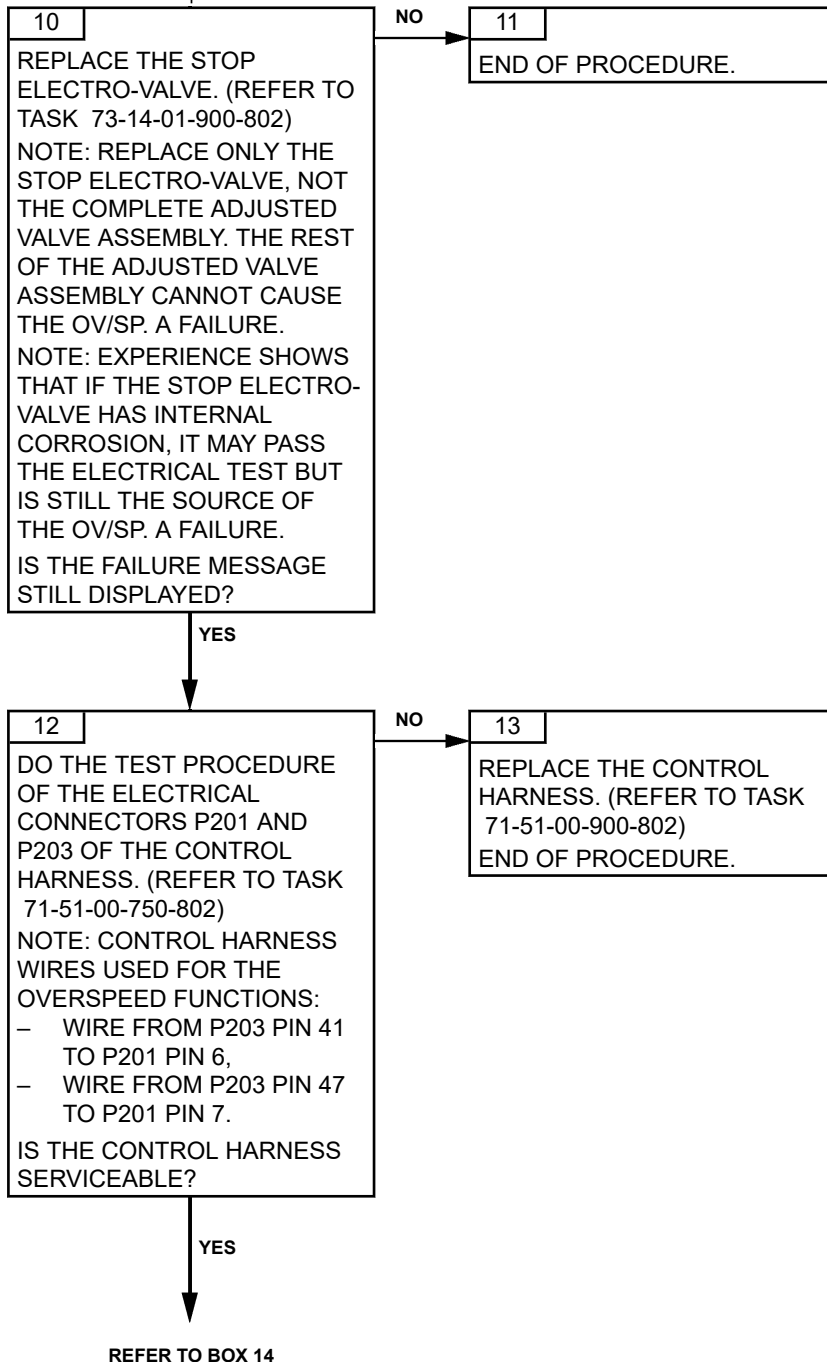 10
REPLACE THE STOP
ELECTRO-VALVE. (REFER TO
TASK 73-14-01-900-802)
NOTE: REPLACE ONLY THE
STOP ELECTRO-VALVE, NOT
THE COMPLETE ADJUSTED
VALVE ASSEMBLY. THE REST
OF THE ADJUSTED VALVE
ASSEMBLY CANNOT CAUSE
THE OV/SP. A FAILURE.
NOTE: EXPERIENCE SHOWS
THAT IF THE STOP ELECTRO-
VALVE HAS INTERNAL
CORROSION, IT MAY PASS
THE ELECTRICAL TEST BUT
IS STILL THE SOURCE OF
THE OV/SP. A FAILURE.
IS THE FAILURE MESSAGE
STILL DISPLAYED?
NO
11
END OF PROCEDURE.
YES
12
DO THE TEST PROCEDURE
OF THE ELECTRICAL
CONNECTORS P201 AND
P203 OF THE CONTROL
HARNESS. (REFER TO TASK
71-51-00-750-802)
NOTE: CONTROL HARNESS
WIRES USED FOR THE
OVERSPEED FUNCTIONS:
– WIRE FROM P203 PIN 41
TO P201 PIN 6,
– WIRE FROM P203 PIN 47
TO P201 PIN 7.
IS THE CONTROL HARNESS
SERVICEABLE?
NO
13
REPLACE THE CONTROL
HARNESS. (REFER TO TASK
71-51-00-900-802)
END OF PROCEDURE.
YES
REFER TO BOX 14